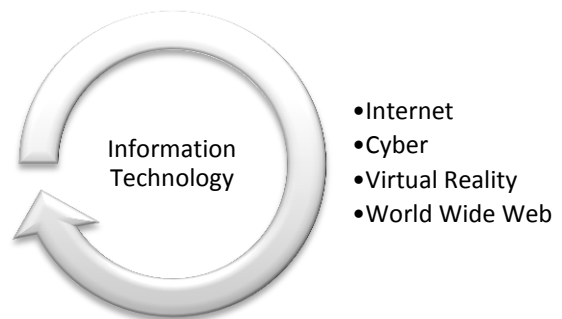 Information
Technology
•Internet
•Cyber
•Virtual Reality
•World Wide Web